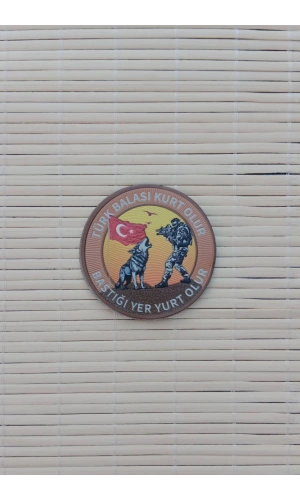 TÜRK BALASI KURT OLUR
BASTIĞI YER YURT OLUR